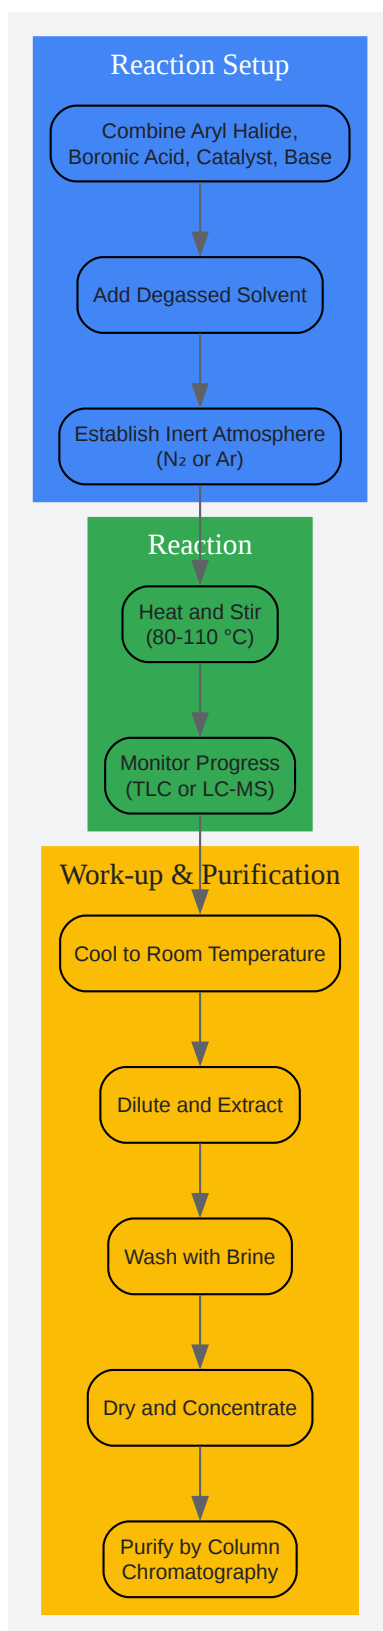 Reaction Setup
Combine Aryl Halide,
Boronic Acid, Catalyst, Base
Add Degassed Solvent
Establish Inert Atmosphere
(N₂ or Ar)
Reaction
Heat and Stir
(80-110 °C)
Monitor Progress
(TLC or LC-MS)
Work-up & Purification
Cool to Room Temperature
Dilute and Extract
Wash with Brine
Dry and Concentrate
Purify by Column
Chromatography